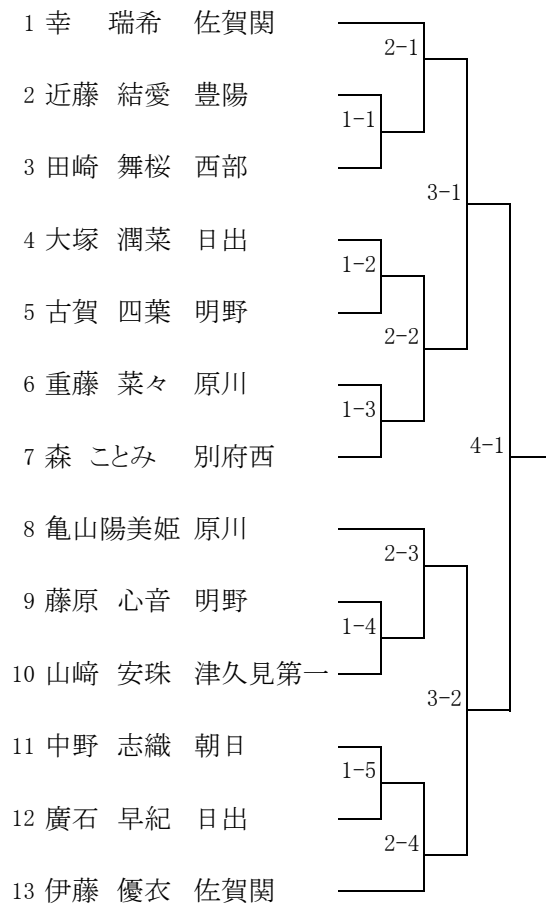 1 幸 瑞希 佐賀関
2-1
2 近藤 結愛 豊陽
1-1
3 田崎 舞桜 西部
3-1
4 大塚 潤菜 日出
1-2
5 古賀 四葉 明野
2-2
6 重藤 菜々 原川
1-3
7 森 ことみ 別府西
4-1
8 亀山陽美姫 原川
2-3
9 藤原 心音 明野
1-4
10 山﨑 安珠 津久見第一
3-2
11 中野 志織 朝日
1-5
12 廣石 早紀 日出
2-4
13 伊藤 優衣 佐賀関